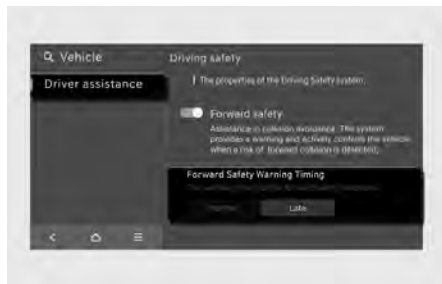 Vehicle
Driver assistance
Driving safety
The properties of the Driving Safety system.
Forward safety
Assistance in collision avoidance. The system
provides a warning and actively controls the vehicle
when a risk of forward collision is detected.
Forward Safety Warning Timing
Late